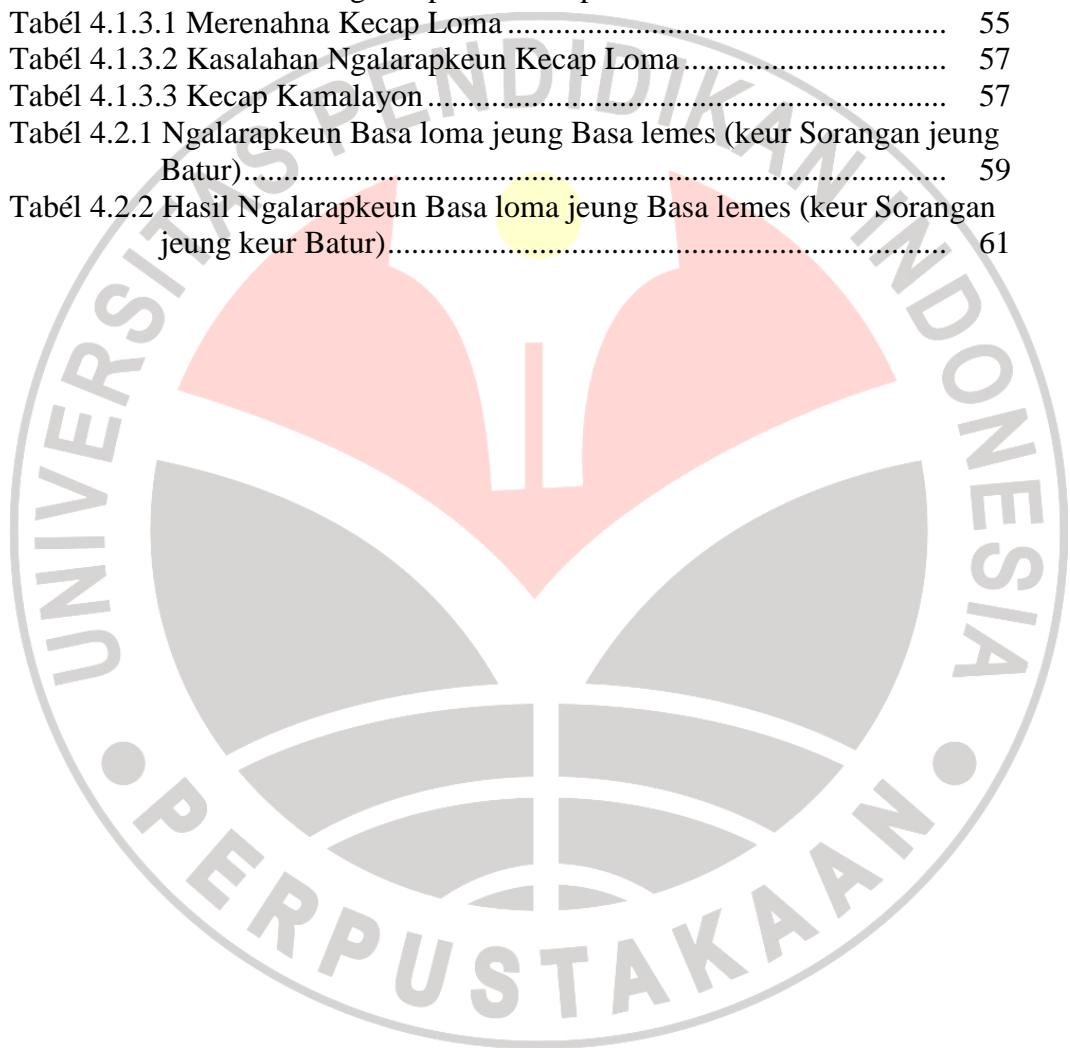 Tabél 4.1.3.1 Merenahna Kecap Loma ........................................................ 55
Tabél 4.1.3.2 Kasalahan Ngalarapkeun Kecap Loma ................................. 57
Tabél 4.1.3.3 Kecap Kamalayon .................................................................. 57
Tabél 4.2.1 Ngalarapkeun Basa loma jeung Basa lemes (keur Sorangan jeung
Batur) .......................................................................................... 59
Tabél 4.2.2 Hasil Ngalarapkeun Basa loma jeung Basa lemes (keur Sorangan
jeung keur Batur) ....................................................................... 61
UNIVERSITAS PENDIDIKAN INDONESIA
PERPUSTAKAAN